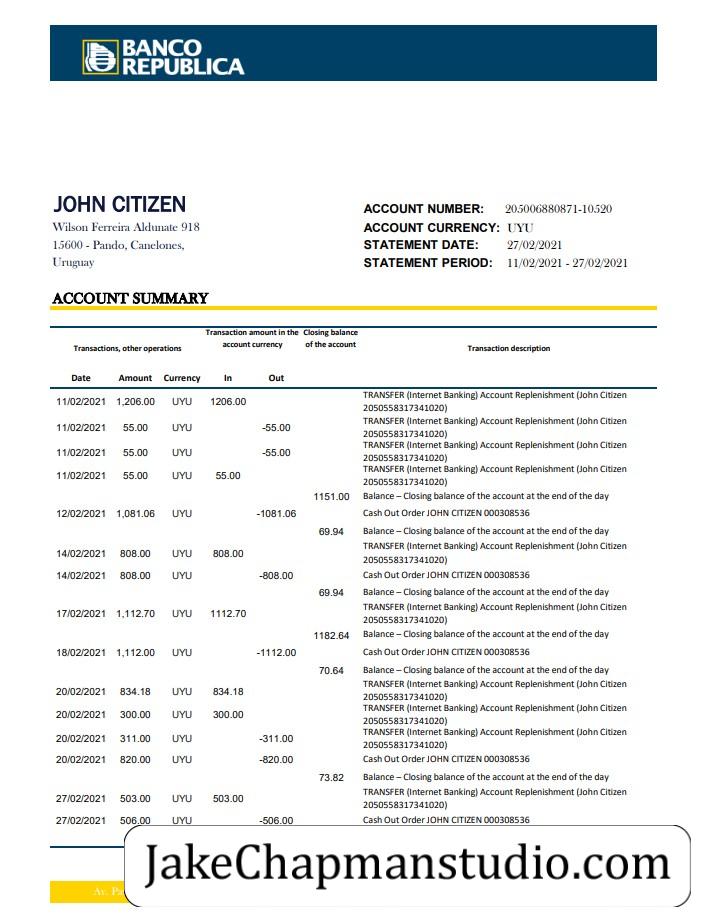 BANCO
REPUBLICA
JOHN CITIZEN
Wilson Ferreira Aldunate 918
15600 - Pando, Canelones,
Uruguay
ACCOUNT NUMBER: 205006880871-10520
ACCOUNT CURRENCY: UYU
STATEMENT DATE: 27/02/2021
STATEMENT PERIOD: 11/02/2021 - 27/02/2021
ACCOUNT SUMMARY
Transactions, other operations
Transaction amount in the
account currency
Closing balance
of the account
Transaction description
Date Amount Currency In Out
11/02/2021 1,206.00 UYU 1206.00 TRANSFER (Internet Banking) Account Replenishment (John Citizen
2050558317341020)
11/02/2021 55.00 UYU -55.00 TRANSFER (Internet Banking) Account Replenishment (John Citizen
2050558317341020)
11/02/2021 55.00 UYU -55.00 TRANSFER (Internet Banking) Account Replenishment (John Citizen
2050558317341020)
11/02/2021 55.00 UYU 55.00 TRANSFER (Internet Banking) Account Replenishment (John Citizen
2050558317341020)
1151.00 Balance – Closing balance of the account at the end of the day
12/02/2021 1,081.06 UYU -1081.06 Cash Out Order JOHN CITIZEN 000308536
69.94 Balance – Closing balance of the account at the end of the day
14/02/2021 808.00 UYU 808.00 TRANSFER (Internet Banking) Account Replenishment (John Citizen
2050558317341020)
14/02/2021 808.00 UYU -808.00 Cash Out Order JOHN CITIZEN 000308536
69.94 Balance – Closing balance of the account at the end of the day
17/02/2021 1,112.70 UYU 1112.70 TRANSFER (Internet Banking) Account Replenishment (John Citizen
2050558317341020)
1182.64 Balance – Closing balance of the account at the end of the day
18/02/2021 1,112.00 UYU -1112.00 Cash Out Order JOHN CITIZEN 000308536
70.64 Balance – Closing balance of the account at the end of the day
20/02/2021 834.18 UYU 834.18 TRANSFER (Internet Banking) Account Replenishment (John Citizen
2050558317341020)
20/02/2021 300.00 UYU 300.00 TRANSFER (Internet Banking) Account Replenishment (John Citizen
2050558317341020)
20/02/2021 311.00 UYU -311.00 TRANSFER (Internet Banking) Account Replenishment (John Citizen
2050558317341020)
20/02/2021 820.00 UYU -820.00 Cash Out Order JOHN CITIZEN 000308536
73.82 Balance – Closing balance of the account at the end of the day
27/02/2021 503.00 UYU 503.00 TRANSFER (Internet Banking) Account Replenishment (John Citizen
2050558317341020)
27/02/2021 506.00 UYU -506.00 Cash Out Order JOHN CITIZEN 000308536
JakeChapmanstudio.com
Av.